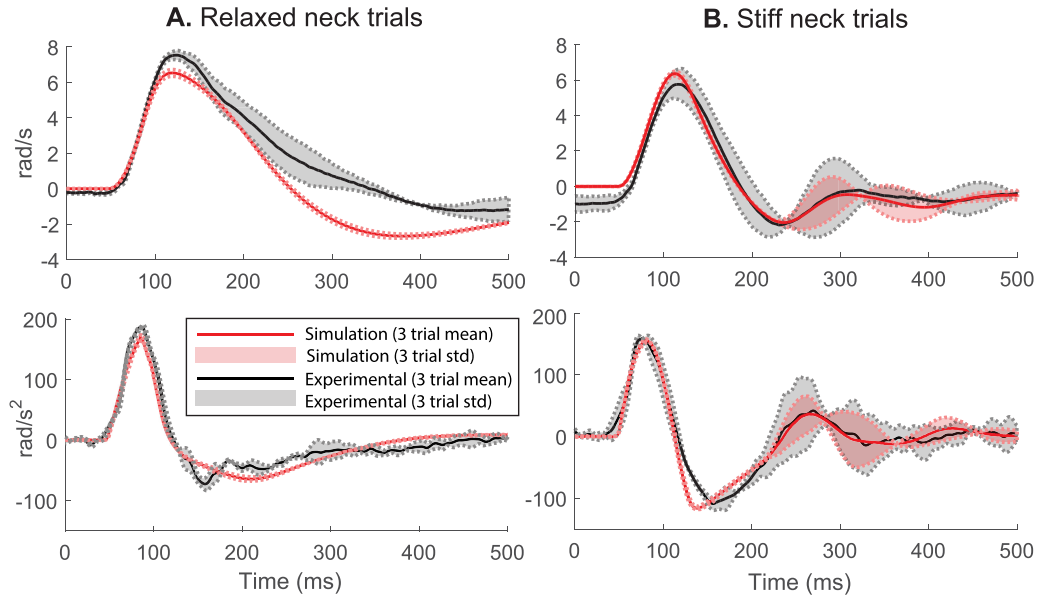 A. Relaxed neck trials
B. Stiff neck trials
rad/s
8
6
4
2
0
-2
-4
0 100 200 300 400 500
8
6
4
2
0
-2
-4
0 100 200 300 400 500
rad/s²
200
100
0
-100
0 100 200 300 400 500
Time (ms)
Simulation (3 trial mean)
Simulation (3 trial std)
Experimental (3 trial mean)
Experimental (3 trial std)
200
100
0
-100
0 100 200 300 400 500
Time (ms)